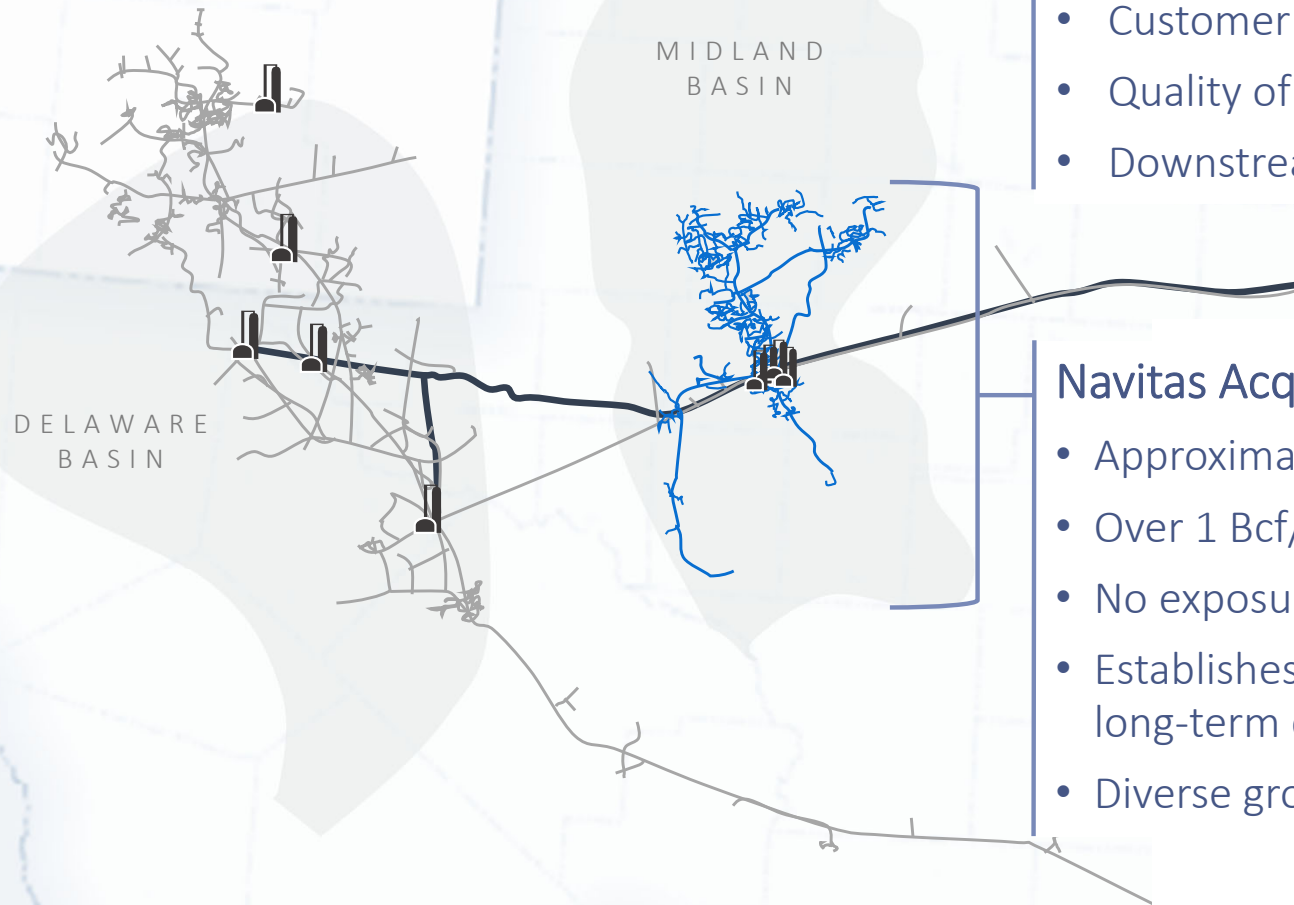 MIDLAND
BASIN
DELAWARE
BASIN
• Customer
• Quality of
• Downstrea
Navitas Acq
• Approxima
• Over 1 Bcf/
• No exposu
• Establishes
long-term
• Diverse gro